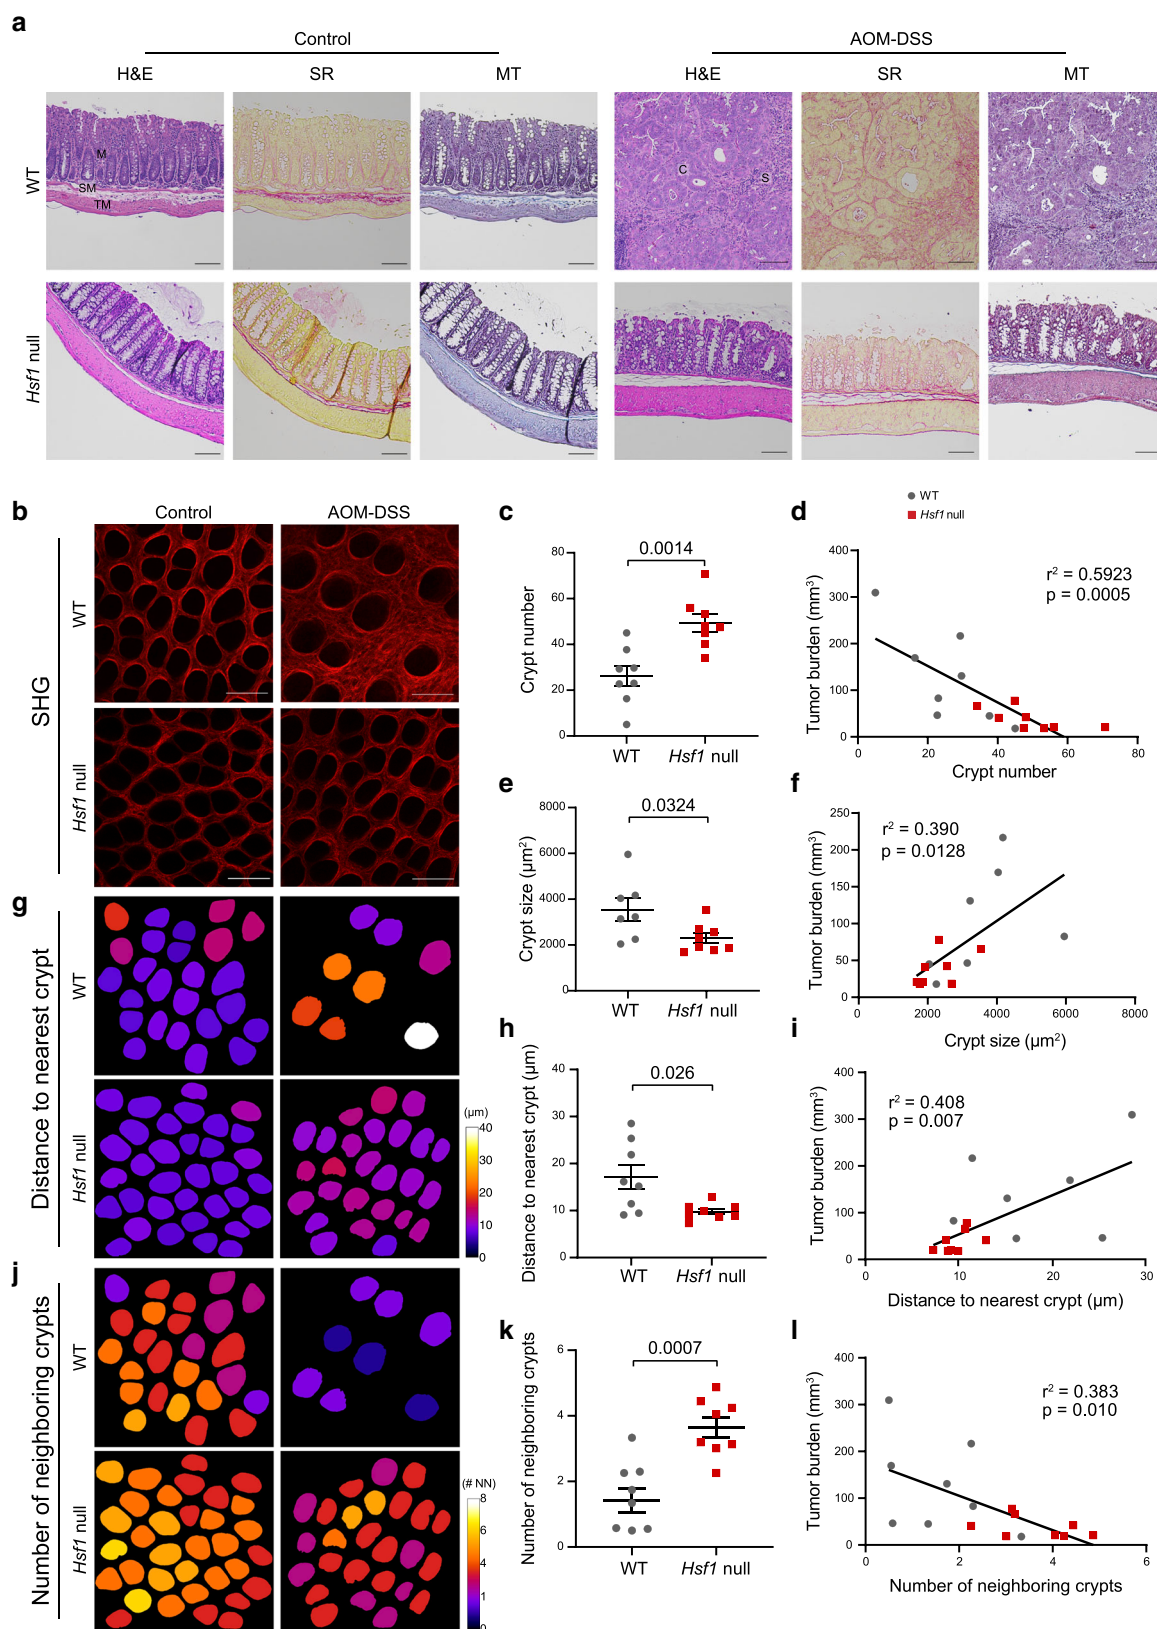 a
Control
AOM-DSS
H&E SR MT H&E SR MT
WT
M
SM
TM
C
S
Hsf1 null
b
Control AOM-DSS
SHG
WT
Hsf1 null
c
Crypt number
80
60
40
20
0
0.0014
WT Hsf1 null
d
WT
Hsf1 null
Tumor burden (mm³)
400
300
200
100
0
r² = 0.5923
p = 0.0005
0 20 40 60 80
Crypt number
e
Crypt size (µm²)
8000
6000
4000
2000
0
0.0324
WT Hsf1 null
f
Tumor burden (mm³)
250
200
150
100
50
0
r² = 0.390
p = 0.0128
0 2000 4000 6000 8000
Crypt size (µm²)
g
Distance to nearest crypt
WT
Hsf1 null
(µm)
40
30
20
10
0
h
Distance to nearest crypt (µm)
40
30
20
10
0
0.026
WT Hsf1 null
i
Tumor burden (mm³)
400
300
200
100
0
r² = 0.408
p = 0.007
0 10 20 30
Distance to nearest crypt (µm)
j
Number of neighboring crypts
WT
Hsf1 null
(# NN)
8
6
4
1
0
k
Number of neighboring crypts
6
4
2
0
0.0007
WT Hsf1 null
l
Tumor burden (mm³)
400
300
200
100
0
r² = 0.383
p = 0.010
0 2 4 6
Number of neighboring crypts